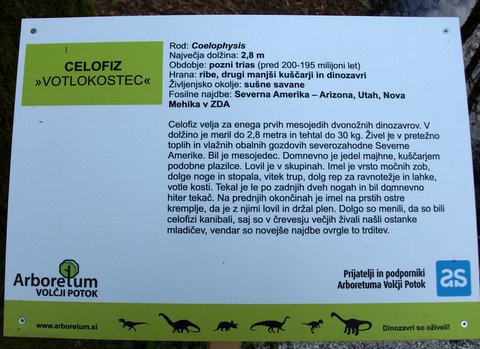 CELOFIZ
»VOTLOKOSTEC«
Rod: Coelophysis
Največja dolžina: 2,8 m
Obdobje: pozni trias (pred 200-195 milijoni let)
Hrana: ribe, drugi manjši kuščarji in dinozavri
Življenjsko okolje: sušne savane
Fosilne najdbe: Severna Amerika – Arizona, Utah, Nova
Mehika v ZDA
Celofiz velja za enega prvih mesojedih dvonožnih dinozavrov. V
dolžino je meril do 2,8 metra in tehtal do 30 kg. Živel je v pretežno
toplih in vlažnih obalnih gozdovih severozahodne Severne
Amerike. Bil je mesojedec. Domnevno je jedel majhne, kuščarjem
podobne plazilce. Lovil je v skupinah. Imel je vrsto močnih zob,
dolge noge in stopala, vitek trup, dolg rep za ravnotežje in lahke,
votle kosti. Tekal je le po zadnjih dveh nogah in bil domnevno
hiter tekač. Na prednjih okončinah je imel na prstih ostre
kremplje, da je z njimi lovil in držal plen. Dolgo so menili, da so bili
celofizi kanibali, saj so v črevesju večjih živali našli ostanke
mladičev, vendar so novejše najdbe ovrgle to trditev.
Arboretum
VOLČJI POTOK
Prijatelji in podporniki
Arboretuma Volčji Potok
www.arboretum.si
Dinozavri so oživeli!